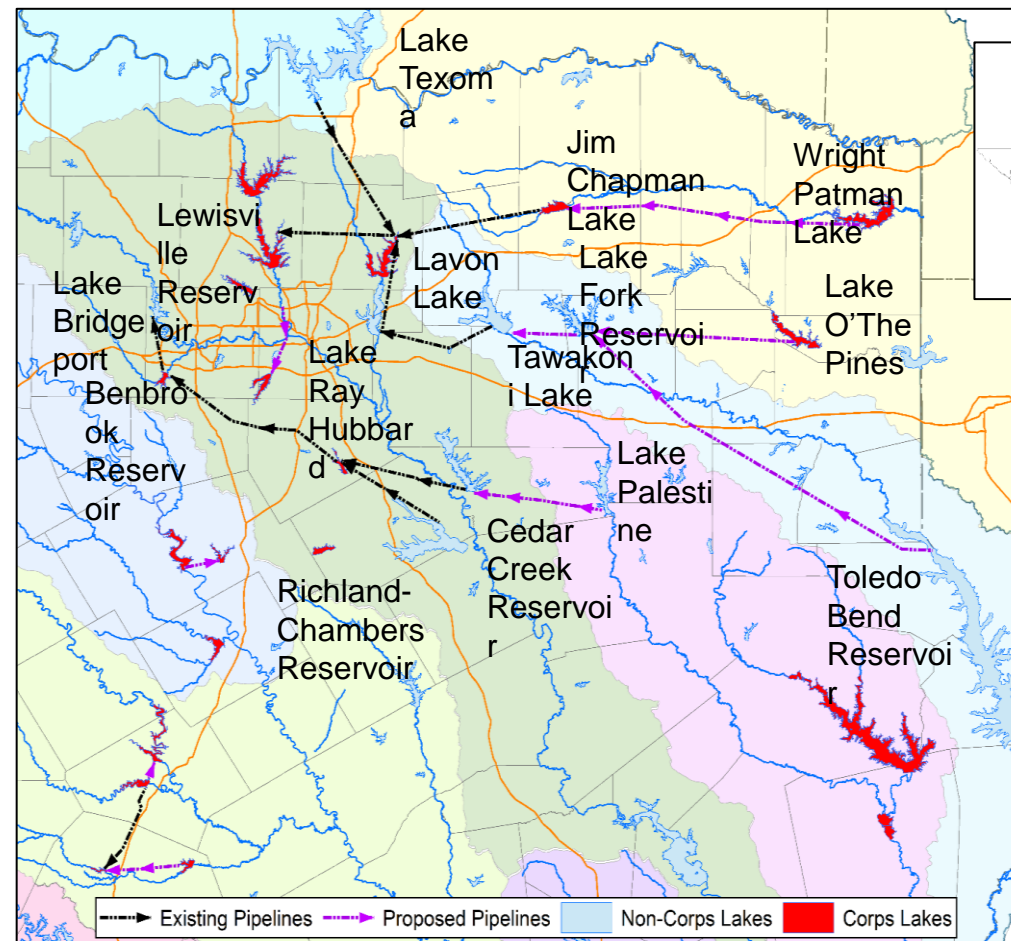 Lake
Texom
a
Jim
Chapman
Lake
Wright
Patman
Lake
Lewisvi
lle
Reserv
oir
Lavon
Lake
Lake
Fork
Reservoi
r
Lake
O'The
Pines
Lake
Bridge
port
Lake
Ray
Hubbar
d
Tawakon
i Lake
Benbro
ok
Reserv
oir
Lake
Palesti
ne
Cedar
Creek
Reservoi
r
Richland-
Chambers
Reservoir
Toledo
Bend
Reservoi
r
Existing Pipelines
Proposed Pipelines
Non-Corps Lakes
Corps Lakes